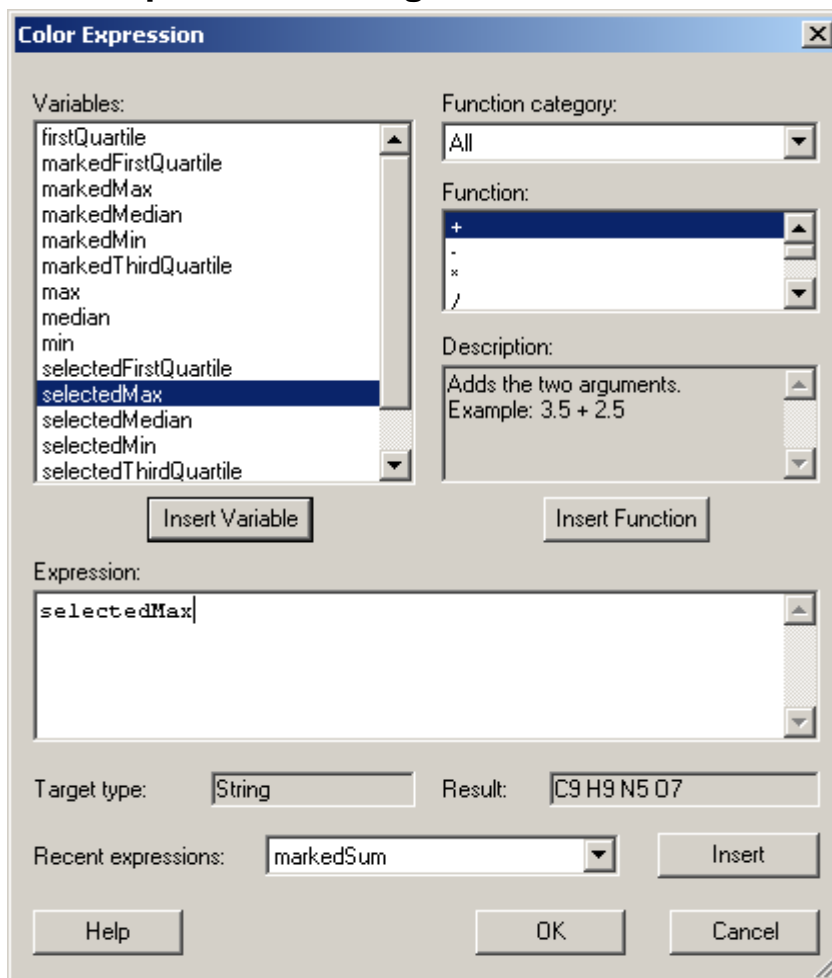 Color Expression
Variables:
firstQuartile
markedFirstQuartile
markedMax
markedMedian
markedMin
markedThirdQuartile
max
median
min
selectedFirstQuartile
selectedMax
selectedMedian
selectedMin
selectedThirdQuartile
Insert Variable
Function category:
All
Function:
+
-
*
/
Description:
Adds the two arguments.
Example: 3.5 + 2.5
Insert Function
Expression:
selectedMax
Target type: String
Result: C9 H9 N5 O7
Recent expressions: markedSum
Insert
Help
OK
Cancel